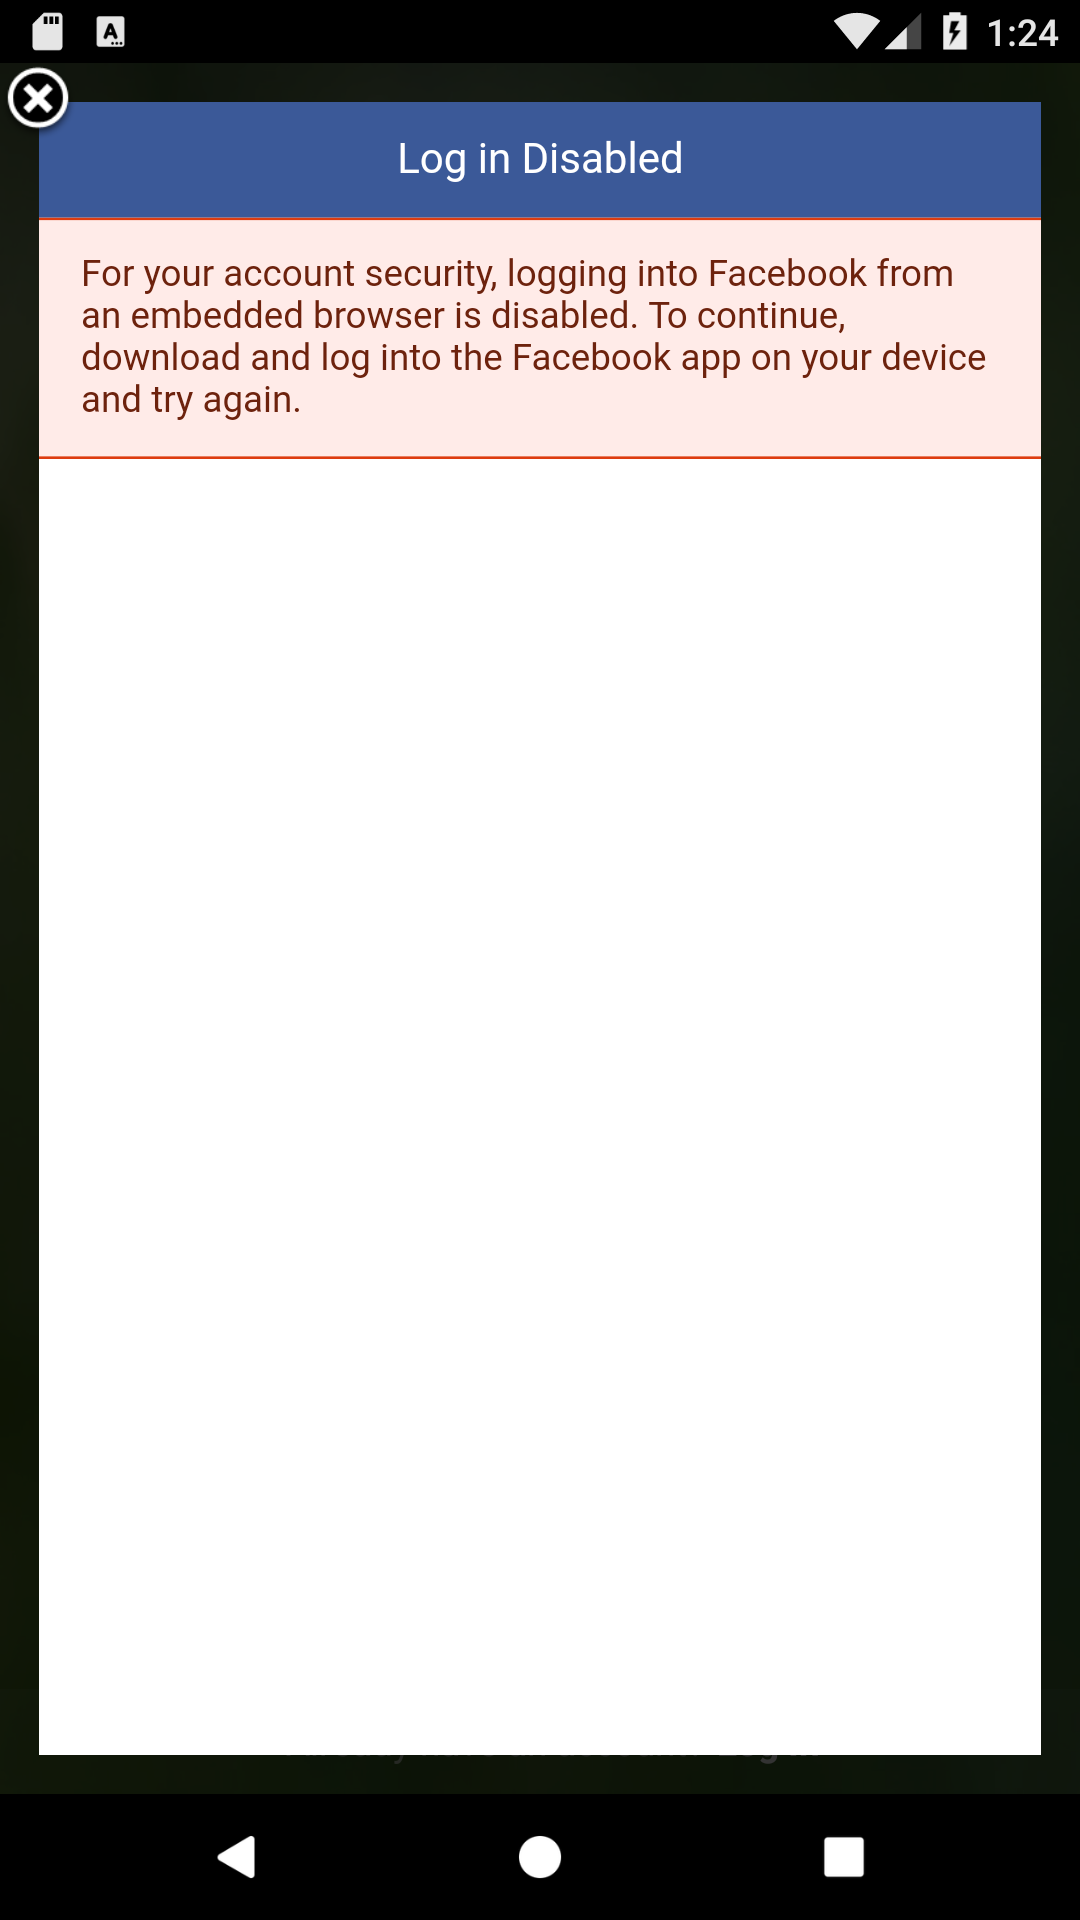 1:24
Log in Disabled
For your account security, logging into Facebook from
an embedded browser is disabled. To continue,
download and log into the Facebook app on your device
and try again.